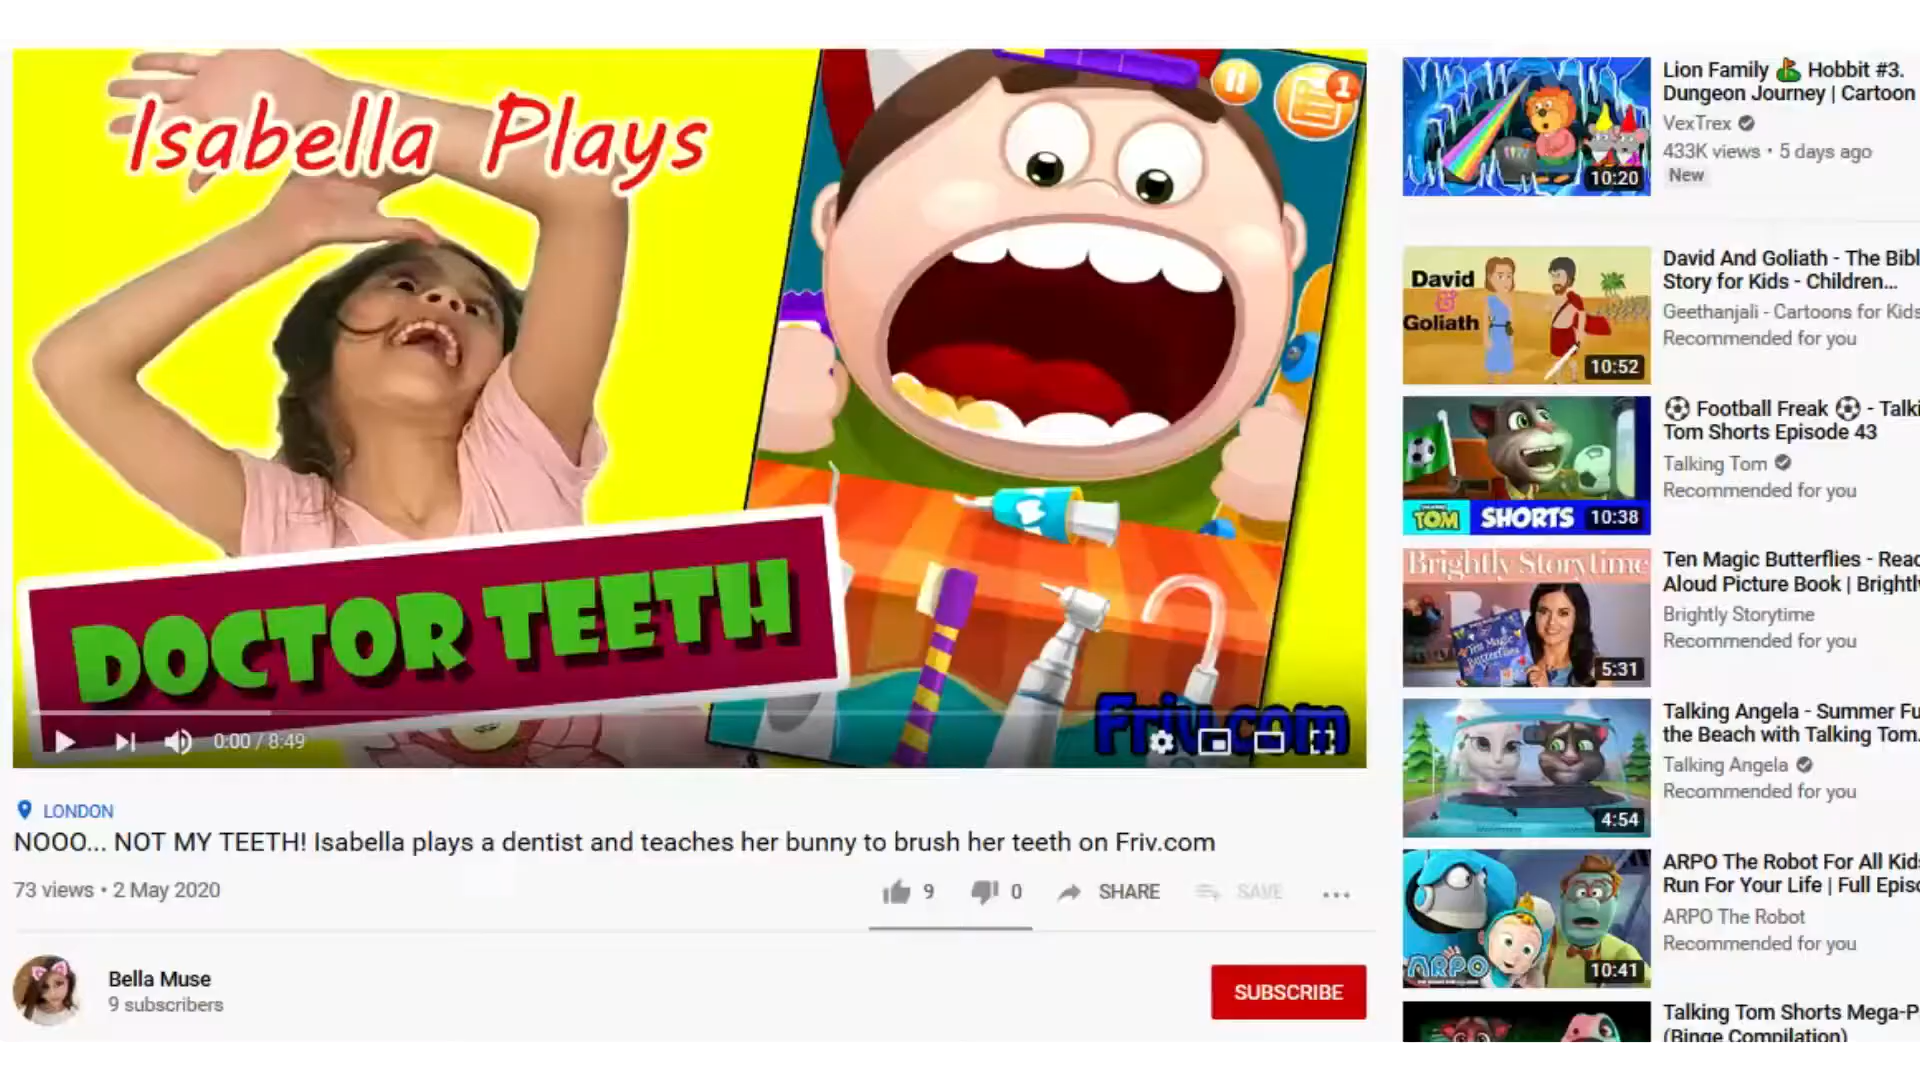 Isabella Plays
1
DOCTOR TEETH
Friv.com
0:00 / 8:49
LONDON
NOOO... NOT MY TEETH! Isabella plays a dentist and teaches her bunny to brush her teeth on Friv.com
73 views • 2 May 2020
9
0
SHARE
SAVE
Bella Muse
9 subscribers
SUBSCRIBE
10:20
Lion Family ⛳ Hobbit #3.
Dungeon Journey | Cartoon
VexTrex
433K views • 5 days ago
New
David
&
Goliath
10:52
David And Goliath - The Bibl
Story for Kids - Children...
Geethanjali - Cartoons for Kids
Recommended for you
TOM
SHORTS
10:38
⚽ Football Freak ⚽ - Talki
Tom Shorts Episode 43
Talking Tom
Recommended for you
Brightly Storytime
Ten Magic
Butterflies
5:31
Ten Magic Butterflies - Reac
Aloud Picture Book | Brightly
Brightly Storytime
Recommended for you
4:54
Talking Angela - Summer Fu
the Beach with Talking Tom.
Talking Angela
Recommended for you
ARPO
10:41
ARPO The Robot For All Kid
Run For Your Life | Full Episo
ARPO The Robot
Recommended for you
Talking Tom Shorts Mega-P
(Binge Compilation)